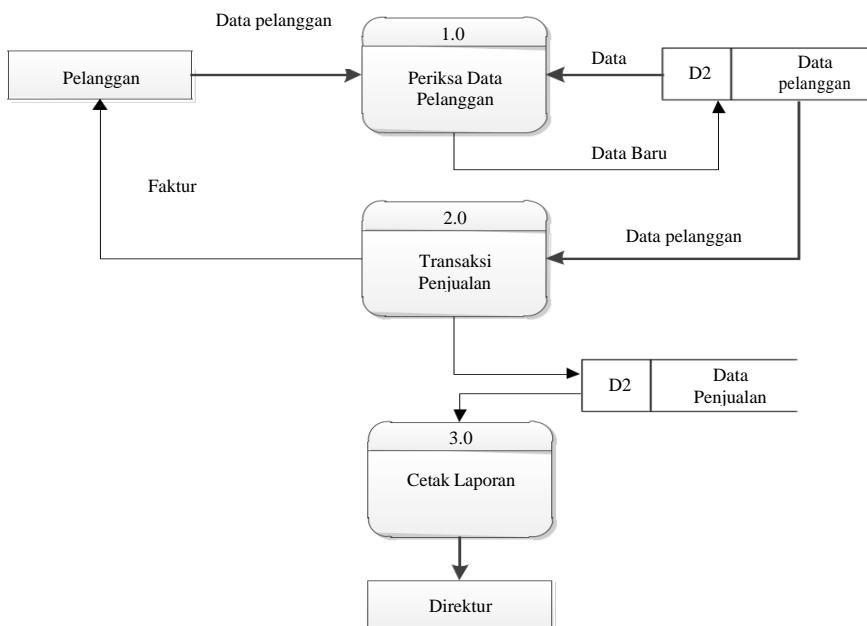 Data pelanggan
1.0
Pelanggan
Periksa Data
Pelanggan
Data
D2
Data
pelanggan
Data Baru
Faktur
2.0
Transaksi
Penjualan
Data pelanggan
D2
Data
Penjualan
3.0
Cetak Laporan
Direktur